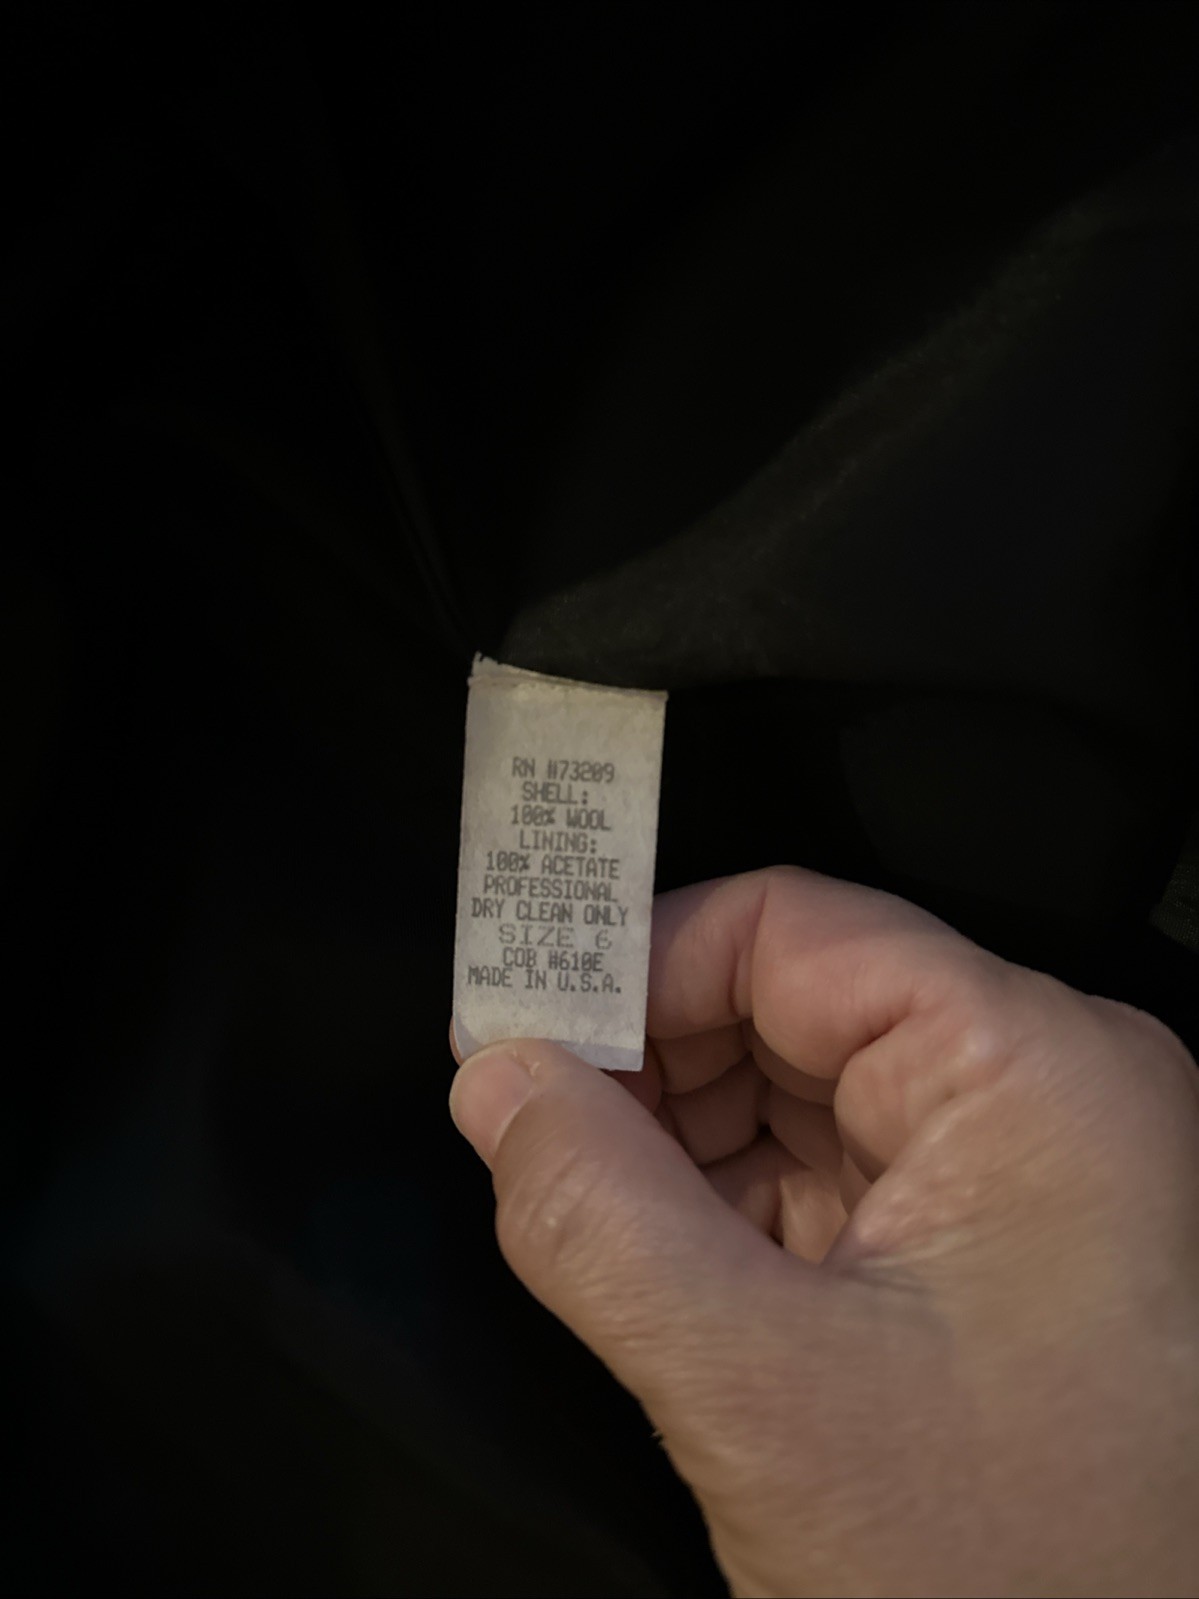 RN #73209
SHELL:
100% WOOL
LINING:
100% ACETATE
PROFESSIONAL
DRY CLEAN ONLY
SIZE 6
COB #610E
MADE IN U.S.A.